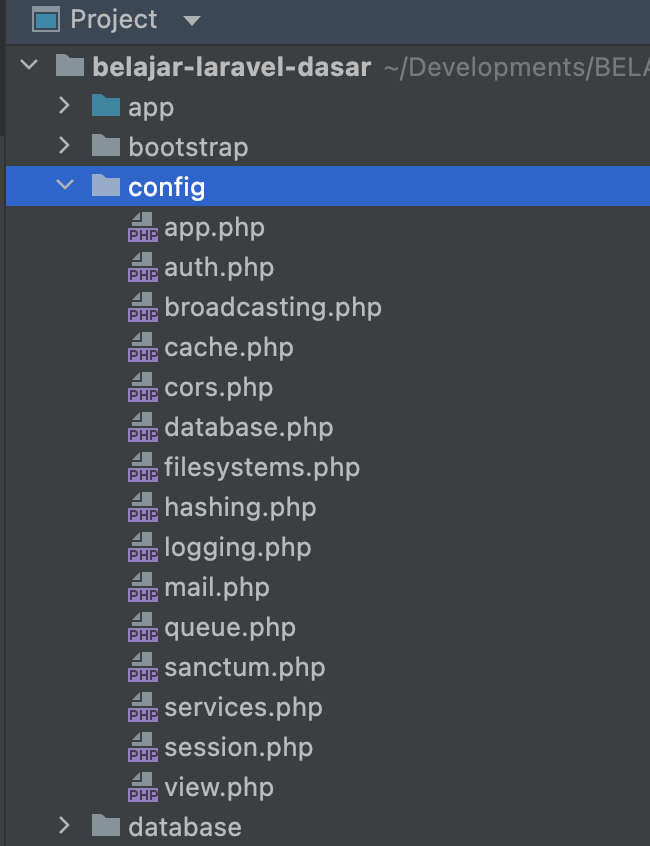 Project
belajar-laravel-dasar ~/Developments/BELA
app
bootstrap
config
PHP app.php
PHP auth.php
PHP broadcasting.php
PHP cache.php
PHP cors.php
PHP database.php
PHP filesystems.php
PHP hashing.php
PHP logging.php
PHP mail.php
PHP queue.php
PHP sanctum.php
PHP services.php
PHP session.php
PHP view.php
database